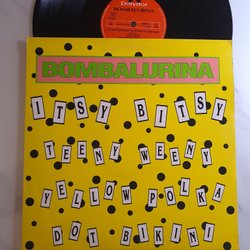 Polydor
BOMBALURINA
BOMBALURINA
ITSY BITSY
TEENY WEENY
YELLOW POLKA
DOT BIKINI